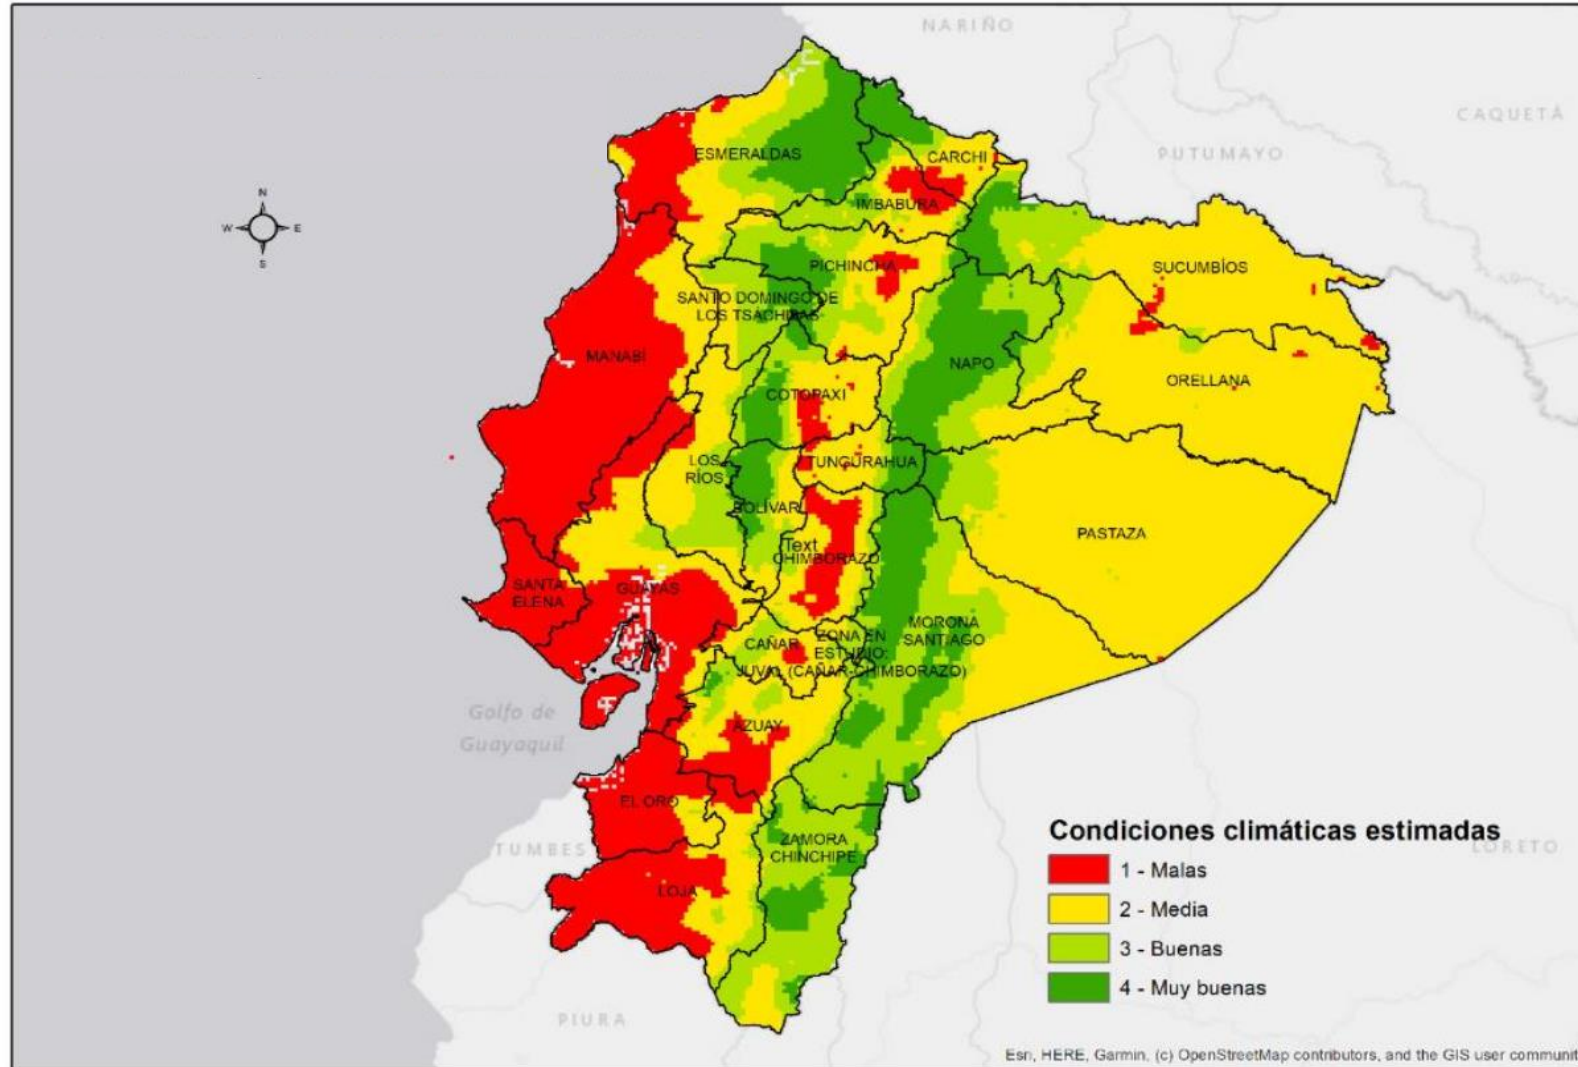 NARIÑO
CAQUETÁ
PUTUMAYO
ESMERALDAS
CARCHI
IMBABURA
N
W E
S
PICHINCHA
SUCUMBÍOS
SANTO DOMINGO DE
LOS TSÁCHILAS
MANABÍ
NAPO
ORELLANA
COTOPAXI
LOS
RÍOS
TUNGURAHUA
BOLÍVAR
PASTAZA
Text
CHIMBORAZO
SANTA
ELENA
GUAYAS
MORONA
SANTIAGO
CAÑAR
ZONA EN
ESTUDIO:
JUVAL (CAÑAR-CHIMBORAZO)
Golfo de
Guayaquil
AZUAY
EL ORO
TUMBES
ZAMORA
CHINCHIPE
LOJA
PIURA
LORETO
Condiciones climáticas estimadas
1 - Malas
2 - Media
3 - Buenas
4 - Muy buenas
Esri, HERE, Garmin, (c) OpenStreetMap contributors, and the GIS user communit